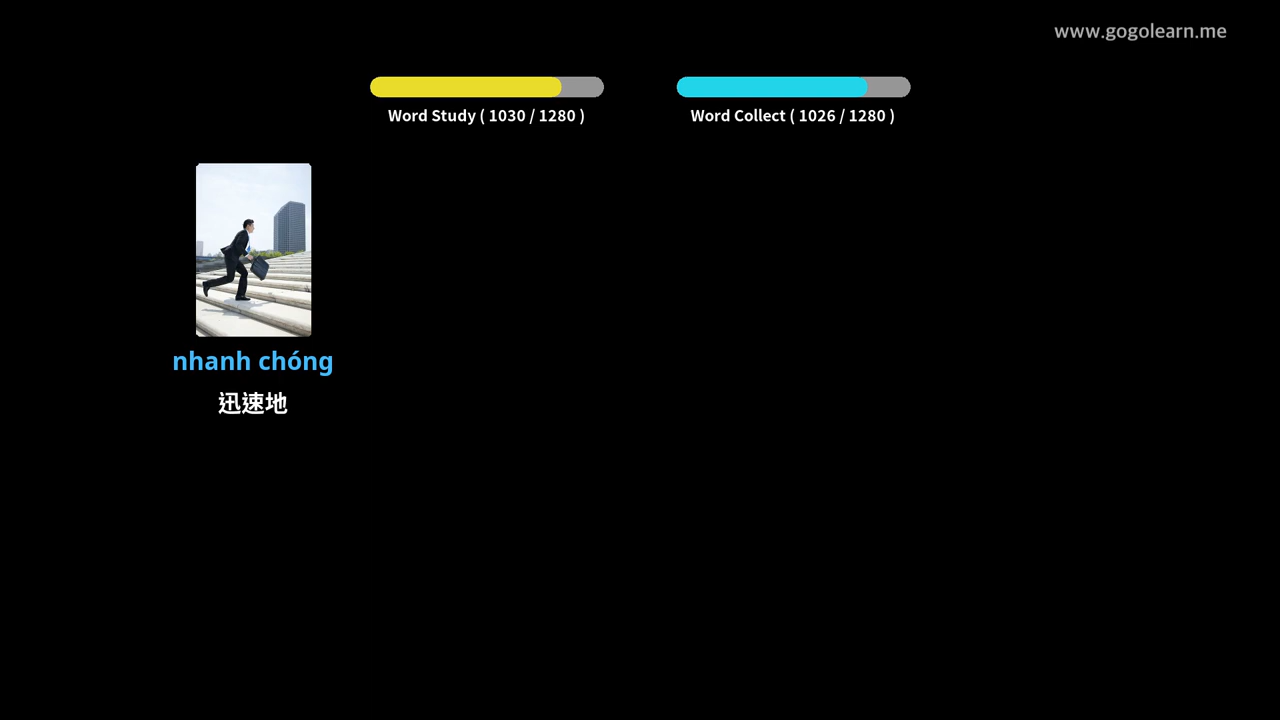 www.gogolearn.me
Word Study ( 1030 / 1280 )
Word Collect ( 1026 / 1280 )
nhanh chóng
迅速地